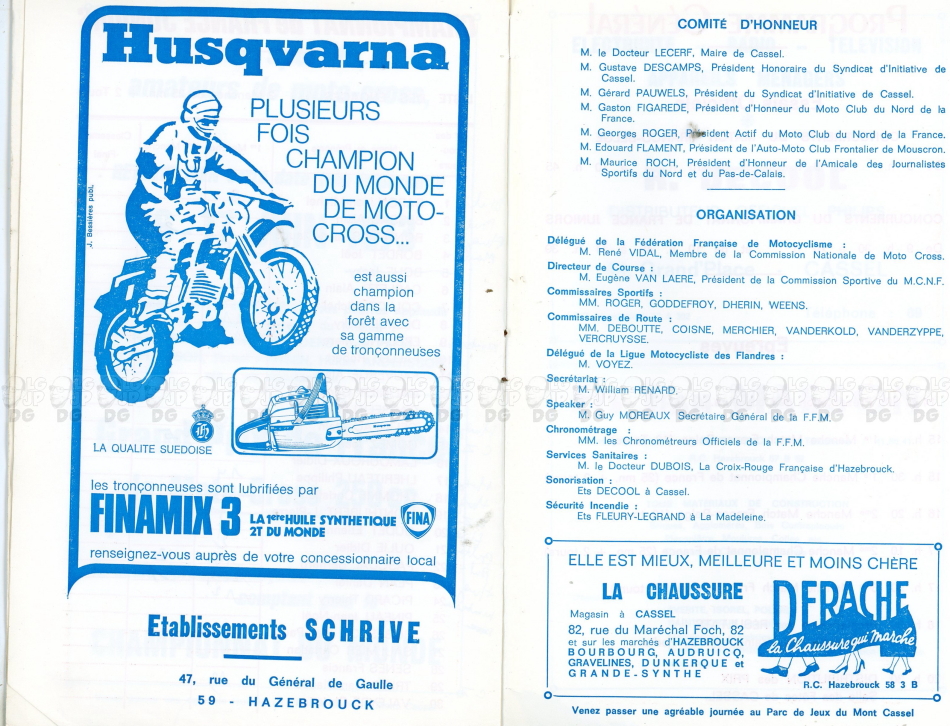 Husqvarna
PLUSIEURS
FOIS
CHAMPION
DU MONDE
DE MOTO-
CROSS...
J. Bessières publ.
est aussi
champion
dans la
forêt avec
sa gamme
de tronçonneuses
LA QUALITE SUEDOISE
les tronçonneuses sont lubrifiées par
FINAMIX 3 LA 1ère HUILE SYNTHETIQUE
2T DU MONDE
FINA
renseignez-vous auprès de votre concessionnaire local
Etablissements SCHRIVE
47, rue du Général de Gaulle
59 - HAZEBROUCK
COMITÉ D'HONNEUR
M. le Docteur LECERF, Maire de Cassel.
M. Gustave DESCAMPS, Président Honoraire du Syndicat d'Initiative de
Cassel.
M. Gérard PAUWELS, Président du Syndicat d'Initiative de Cassel.
M. Gaston FIGAREDE, Président d'Honneur du Moto Club du Nord de la
France.
M. Georges ROGER, Président Actif du Moto Club du Nord de la France.
M. Edouard FLAMENT, Président de l'Auto-Moto Club Frontalier de Mouscron.
M. Maurice ROCH, Président d'Honneur de l'Amicale des Journalistes
Sportifs du Nord et du Pas-de-Calais.
ORGANISATION
Délégué de la Fédération Française de Motocyclisme :
M. René VIDAL, Membre de la Commission Nationale de Moto Cross.
Directeur de Course :
M. Eugène VAN LAERE, Président de la Commission Sportive du M.C.N.F.
Commissaires Sportifs :
MM. ROGER, GODDEFROY, DHERIN, WEENS.
Commissaires de Route :
MM. DEBOUTTE, COISNE, MERCHIER, VANDERKOLD, VANDERZYPPE,
VERCRUYSSE.
Délégué de la Ligue Motocycliste des Flandres :
M. VOYEZ.
Secrétariat :
M. William RENARD.
Speaker :
M. Guy MOREAUX Secrétaire Général de la F.F.M.
Chronométrage :
MM. les Chronométreurs Officiels de la F.F.M.
Services Sanitaires :
M. le Docteur DUBOIS, La Croix-Rouge Française d'Hazebrouck.
Sonorisation :
Ets DECOOL à Cassel.
Sécurité Incendie :
Ets FLEURY-LEGRAND à La Madeleine.
ELLE EST MIEUX, MEILLEURE ET MOINS CHÈRE
LA CHAUSSURE
Magasin à CASSEL
82, rue du Maréchal Foch, 82
et sur les marchés d'HAZEBROUCK
BOURBOURG, AUDRUICQ,
GRAVELINES, DUNKERQUE et
GRANDE-SYNTHE
DERACHE
la Chaussure qui marche
R.C. Hazebrouck 58 3 B
Venez passer une agréable journée au Parc de Jeux du Mont Cassel